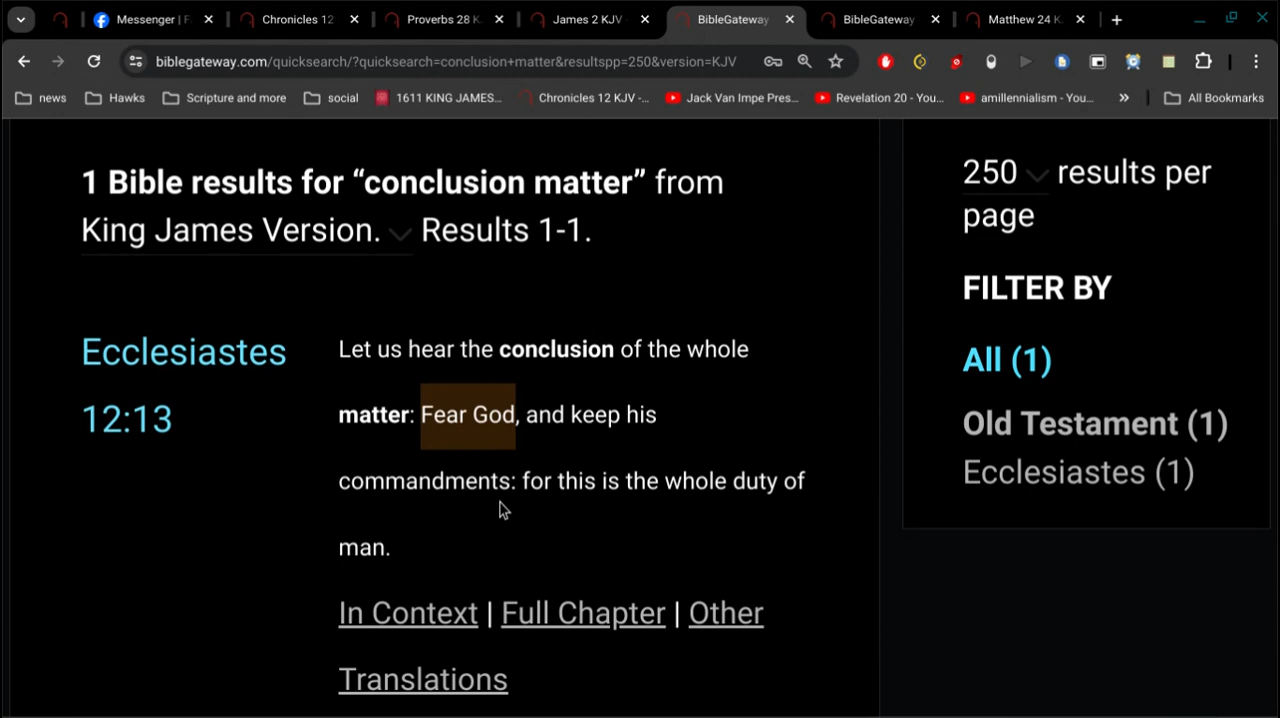 Messenger | F
Chronicles 12
Proverbs 28 K
James 2 KJV
BibleGateway
BibleGateway
Matthew 24 K
biblegateway.com/quicksearch/?quicksearch=conclusion+matter&resultspp=250&version=KJV
news
Hawks
Scripture and more
social
1611 KING JAMES...
Chronicles 12 KJV -...
Jack Van Impe Pres...
Revelation 20 - You...
amillennialism - You...
All Bookmarks
1 Bible results for “conclusion matter” from
King James Version. Results 1-1.
Ecclesiastes
12:13
Let us hear the conclusion of the whole
matter: Fear God, and keep his
commandments: for this is the whole duty of
man.
In Context | Full Chapter | Other
Translations
250 results per
page
FILTER BY
All (1)
Old Testament (1)
Ecclesiastes (1)